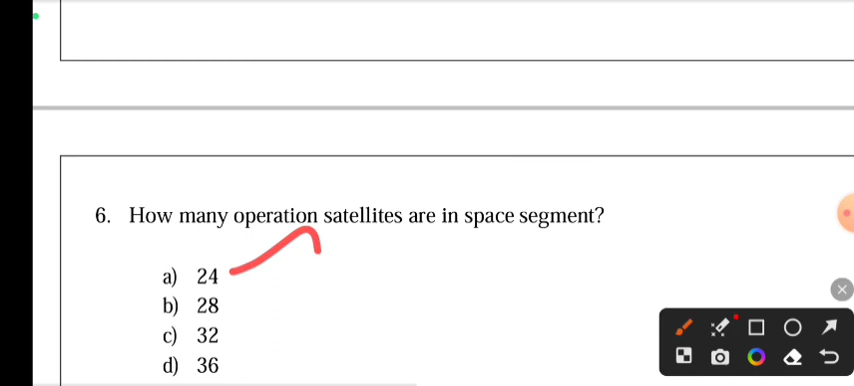 6. How many operation satellites are in space segment?
a) 24
b) 28
c) 32
d) 36